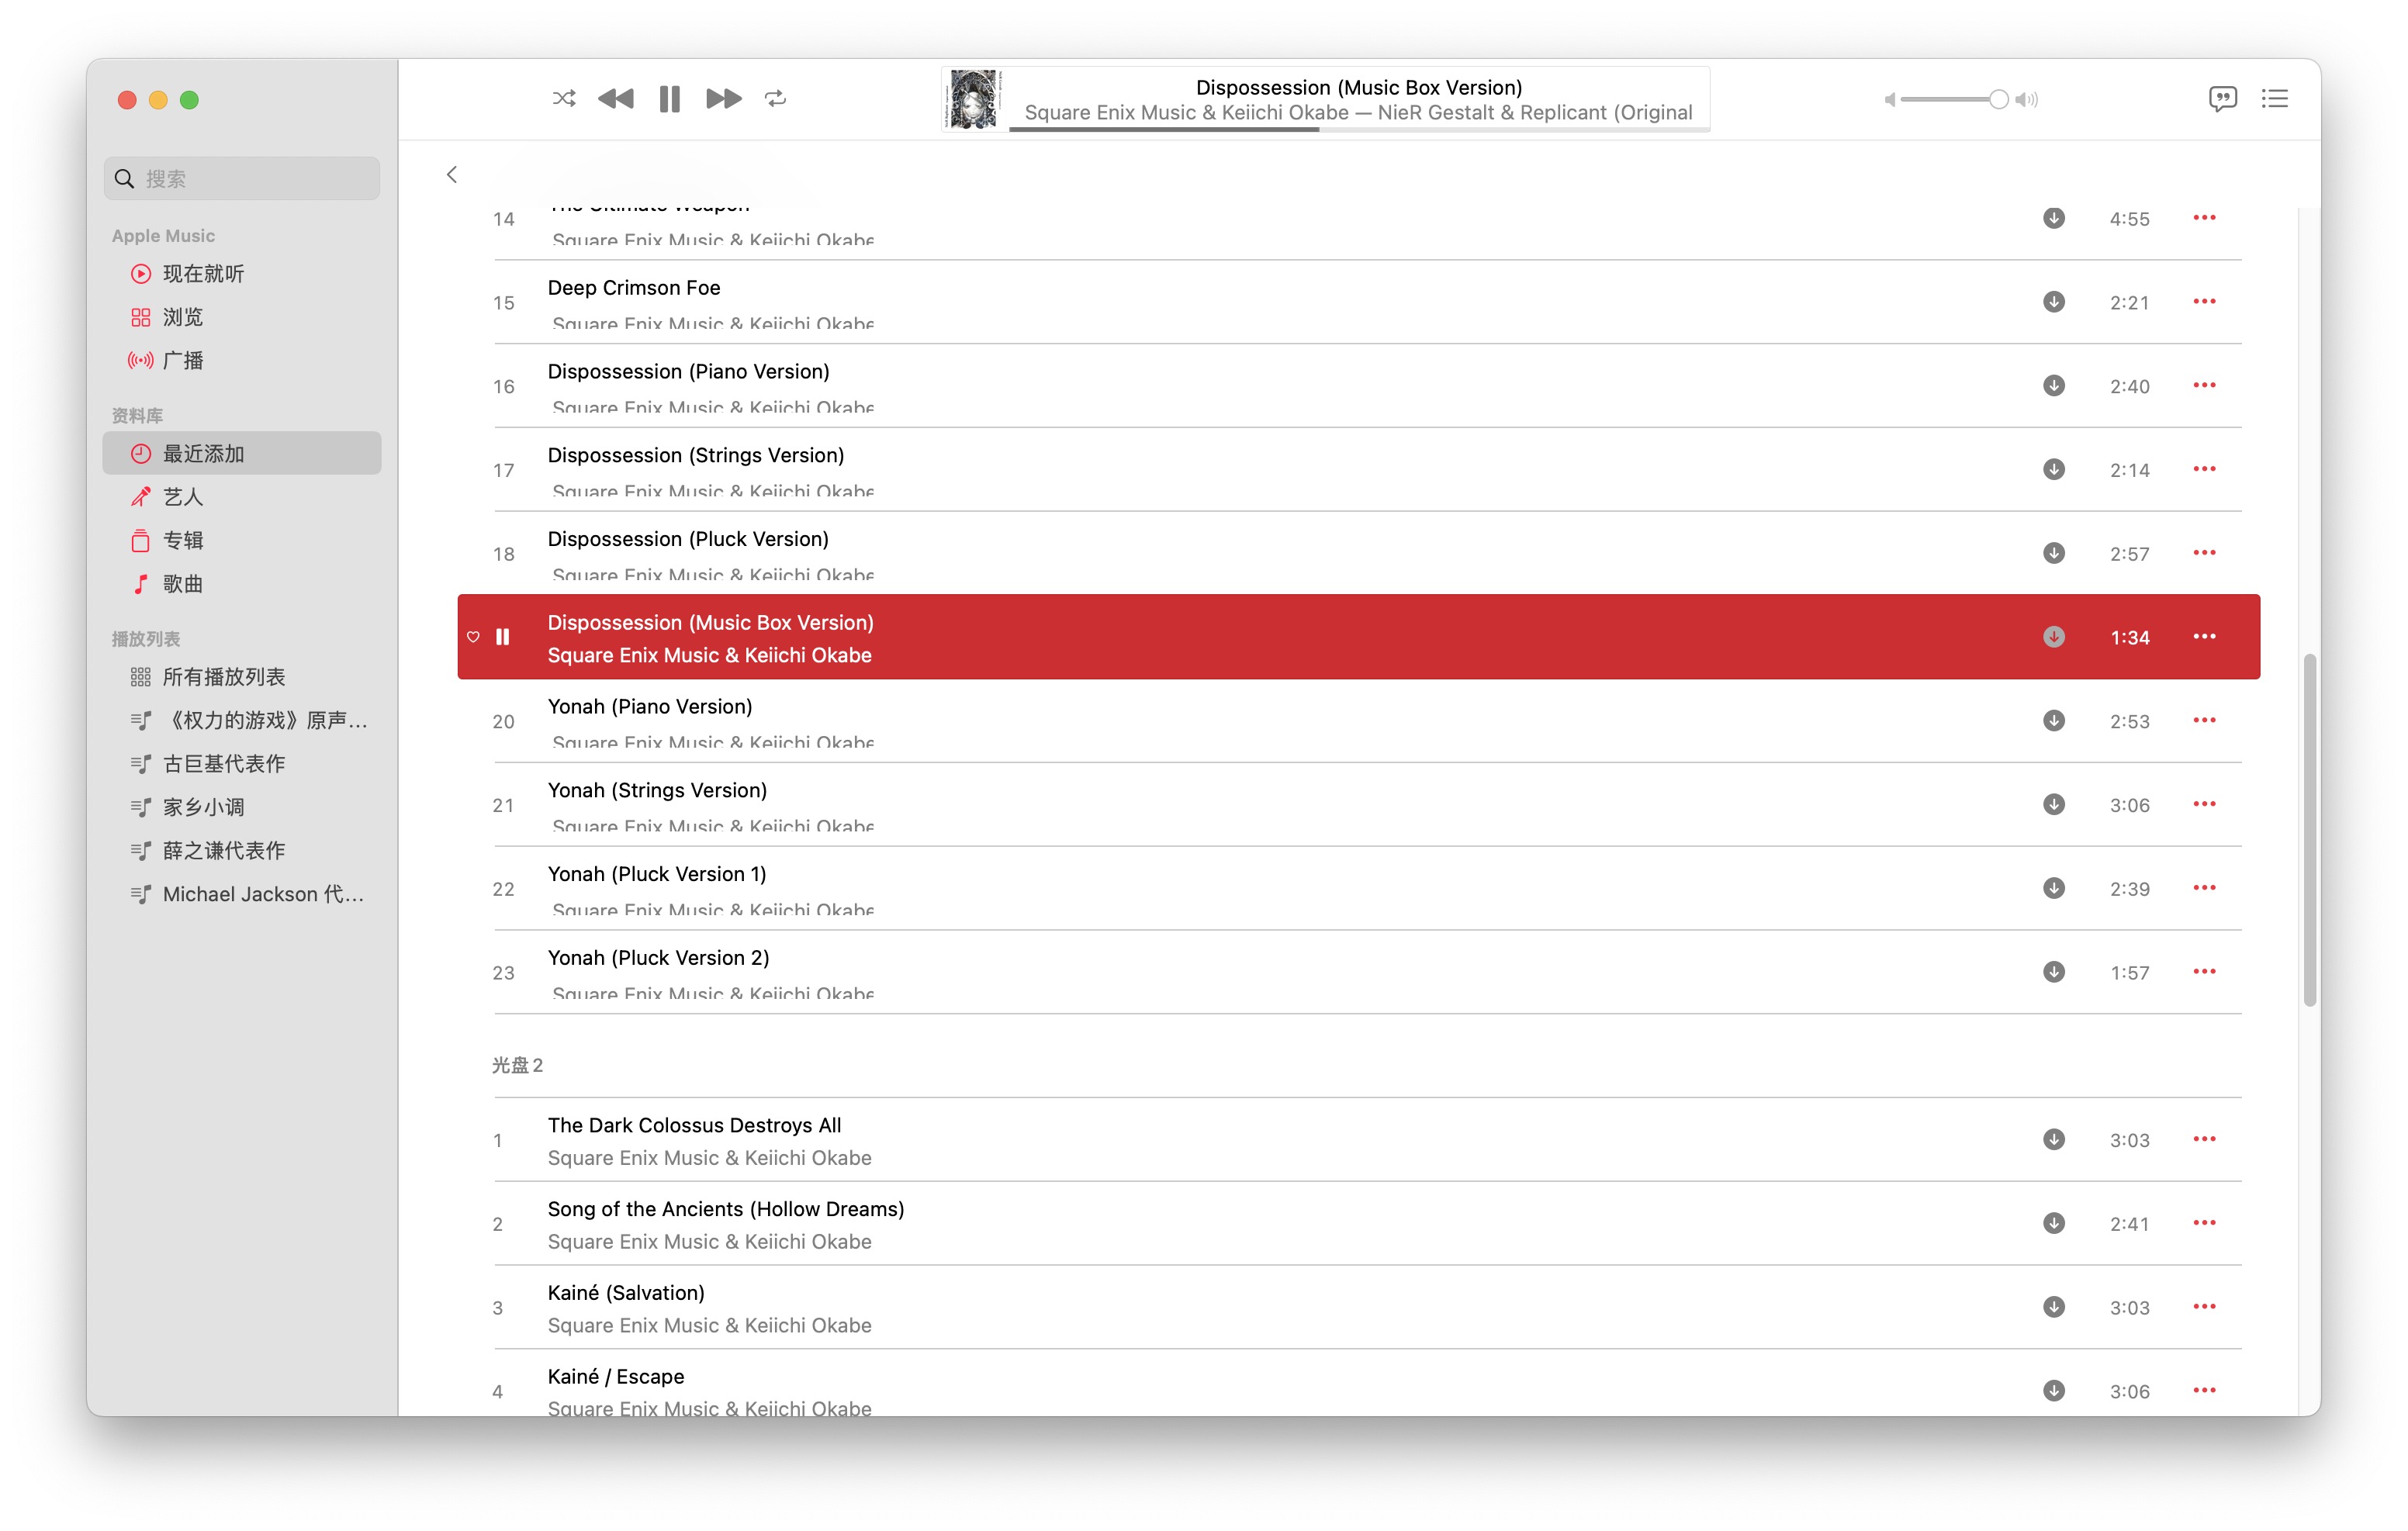 Dispossession (Music Box Version)
Square Enix Music & Keiichi Okabe — NieR Gestalt & Replicant (Original
搜索
Apple Music
现在就听
浏览
广播
资料库
最近添加
艺人
专辑
歌曲
播放列表
所有播放列表
《权力的游戏》原声…
古巨基代表作
家乡小调
薛之谦代表作
Michael Jackson 代…
14 The Ultimate Weapon 4:55
Square Enix Music & Keiichi Okabe
15 Deep Crimson Foe 2:21
Square Enix Music & Keiichi Okabe
16 Dispossession (Piano Version) 2:40
Square Enix Music & Keiichi Okabe
17 Dispossession (Strings Version) 2:14
Square Enix Music & Keiichi Okabe
18 Dispossession (Pluck Version) 2:57
Square Enix Music & Keiichi Okabe
Dispossession (Music Box Version) 1:34
Square Enix Music & Keiichi Okabe
20 Yonah (Piano Version) 2:53
Square Enix Music & Keiichi Okabe
21 Yonah (Strings Version) 3:06
Square Enix Music & Keiichi Okabe
22 Yonah (Pluck Version 1) 2:39
Square Enix Music & Keiichi Okabe
23 Yonah (Pluck Version 2) 1:57
Square Enix Music & Keiichi Okabe
光盘 2
1 The Dark Colossus Destroys All 3:03
Square Enix Music & Keiichi Okabe
2 Song of the Ancients (Hollow Dreams) 2:41
Square Enix Music & Keiichi Okabe
3 Kainé (Salvation) 3:03
Square Enix Music & Keiichi Okabe
4 Kainé / Escape 3:06
Square Enix Music & Keiichi Okabe